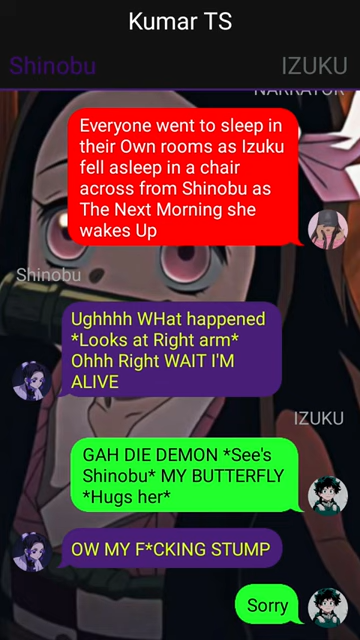 Kumar TS
Shinobu IZUKU
NARRATOR
Everyone went to sleep in
their Own rooms as Izuku
fell asleep in a chair
across from Shinobu as
The Next Morning she
wakes Up
Shinobu
Ughhhh WHat happened
*Looks at Right arm*
Ohhh Right WAIT I'M
ALIVE
IZUKU
GAH DIE DEMON *See's
Shinobu* MY BUTTERFLY
*Hugs her*
OW MY F*CKING STUMP
Sorry